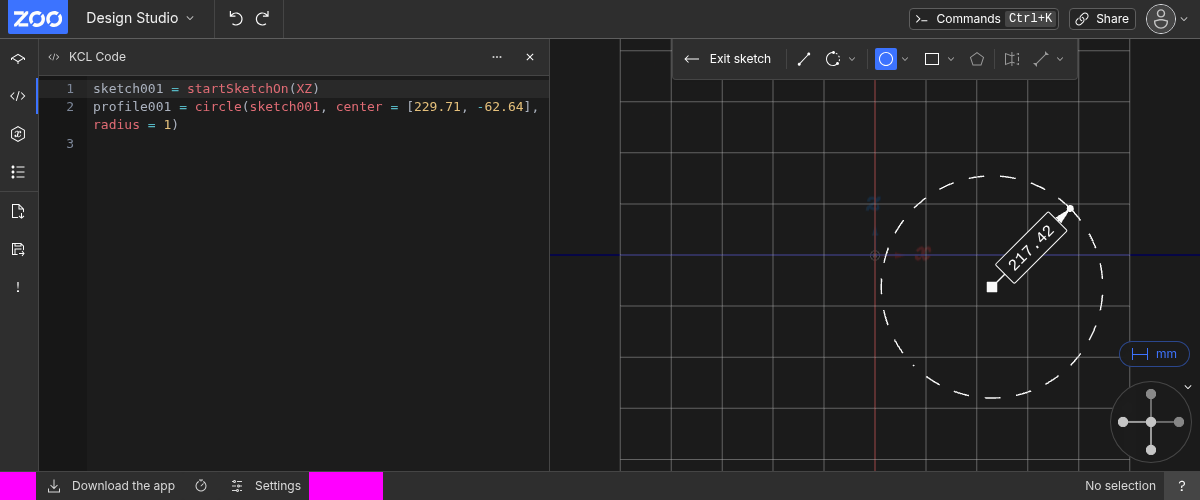 ZOO Design Studio Commands Ctrl+K Share
KCL Code
Exit sketch
1 sketch001 = startSketchOn(XZ)
2 profile001 = circle(sketch001, center = [229.71, -62.64],
radius = 1)
3
Z
X
217.42
mm
Download the app Settings No selection ?